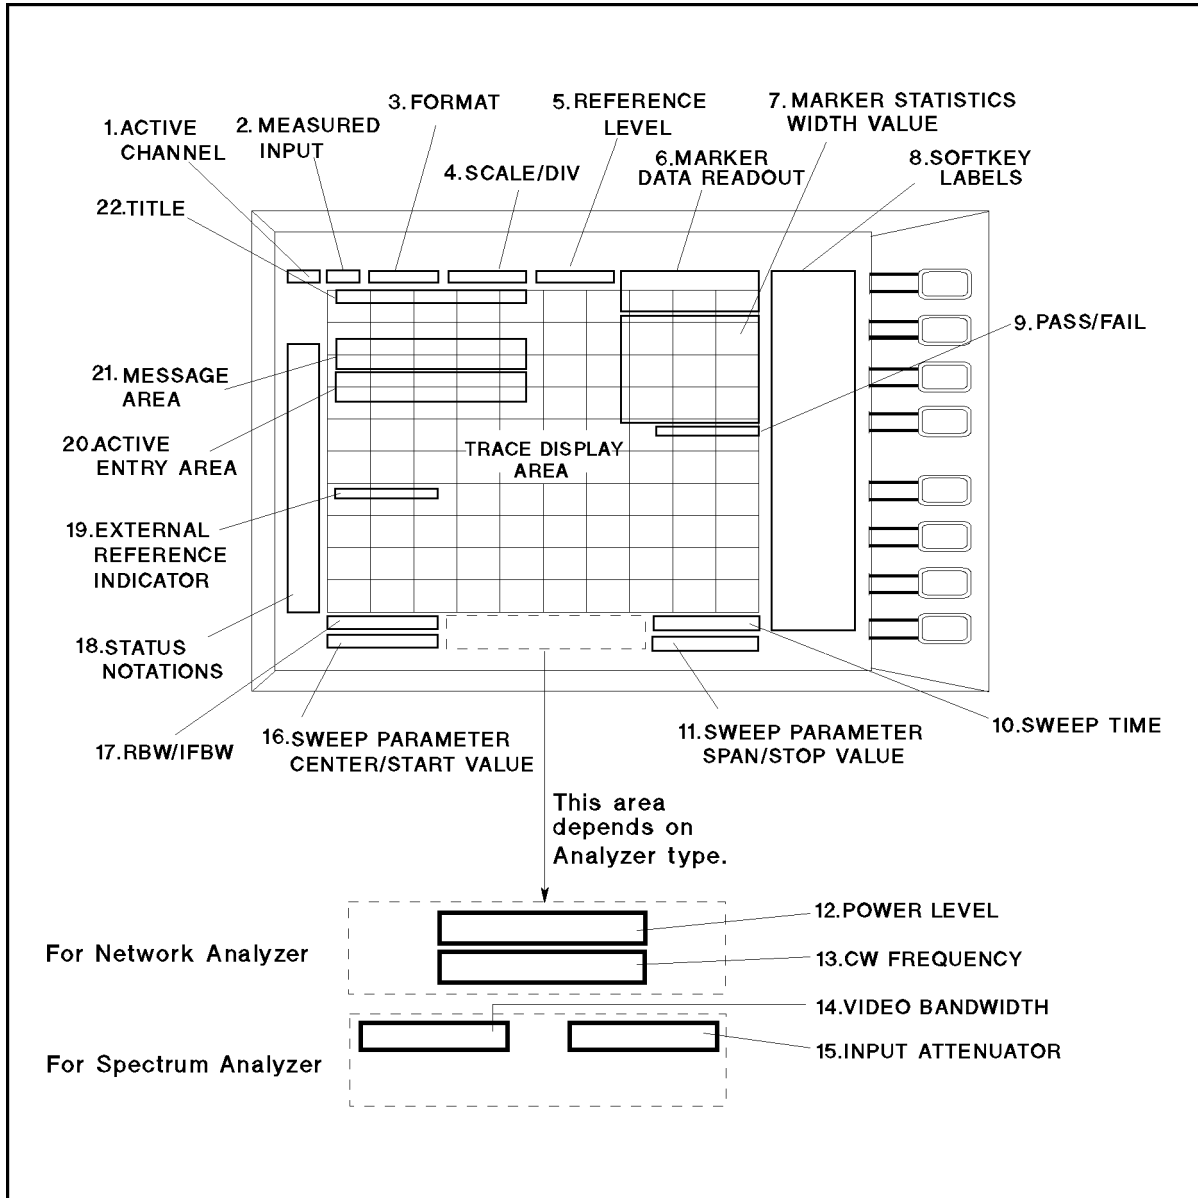 1.ACTIVE
CHANNEL
2. MEASURED
INPUT
3. FORMAT
4.SCALE/DIV
5.REFERENCE
LEVEL
6.MARKER
DATA READOUT
7. MARKER STATISTICS
WIDTH VALUE
8.SOFTKEY
LABELS
22.TITLE
9. PASS/FAIL
21. MESSAGE
AREA
20.ACTIVE
ENTRY AREA
TRACE DISPLAY
AREA
19.EXTERNAL
REFERENCE
INDICATOR
18.STATUS
NOTATIONS
17.RBW/IFBW
16.SWEEP PARAMETER
CENTER/START VALUE
11.SWEEP PARAMETER
SPAN/STOP VALUE
10.SWEEP TIME
This area
depends on
Analyzer type.
For Network Analyzer
12.POWER LEVEL
13.CW FREQUENCY
For Spectrum Analyzer
14.VIDEO BANDWIDTH
15.INPUT ATTENUATOR